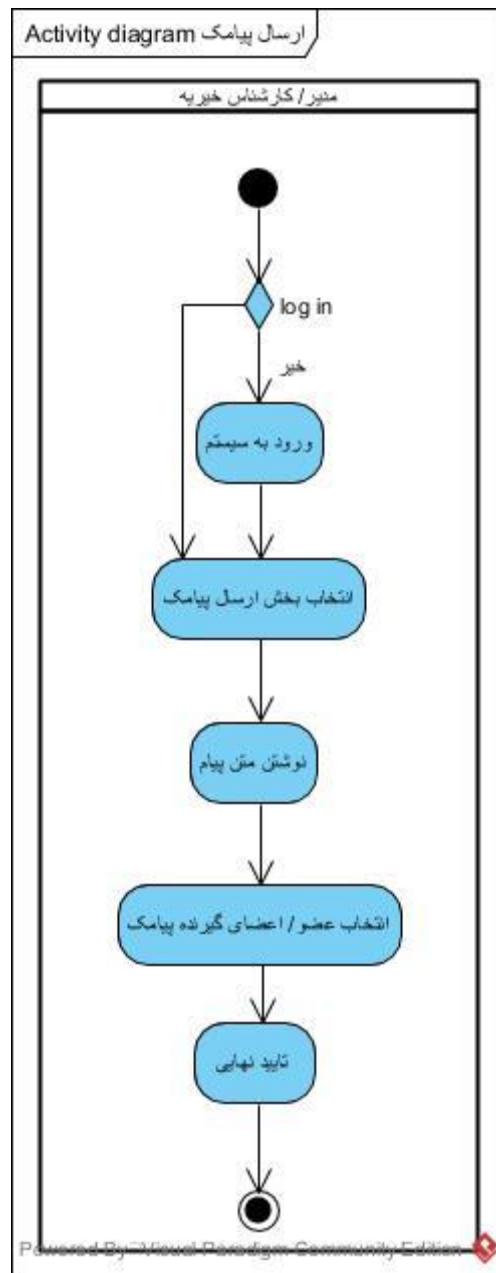 Activity diagram ارسال پیامک
مدیر / کارشناس خیریه
log in
خیر
ورود به سیستم
انتخاب بخش ارسال پیامک
نوشتن متن پیام
انتخاب عضو / اعضای گیرنده پیامک
تایید نهایی
Powered By Visual Paradigm Community Edition